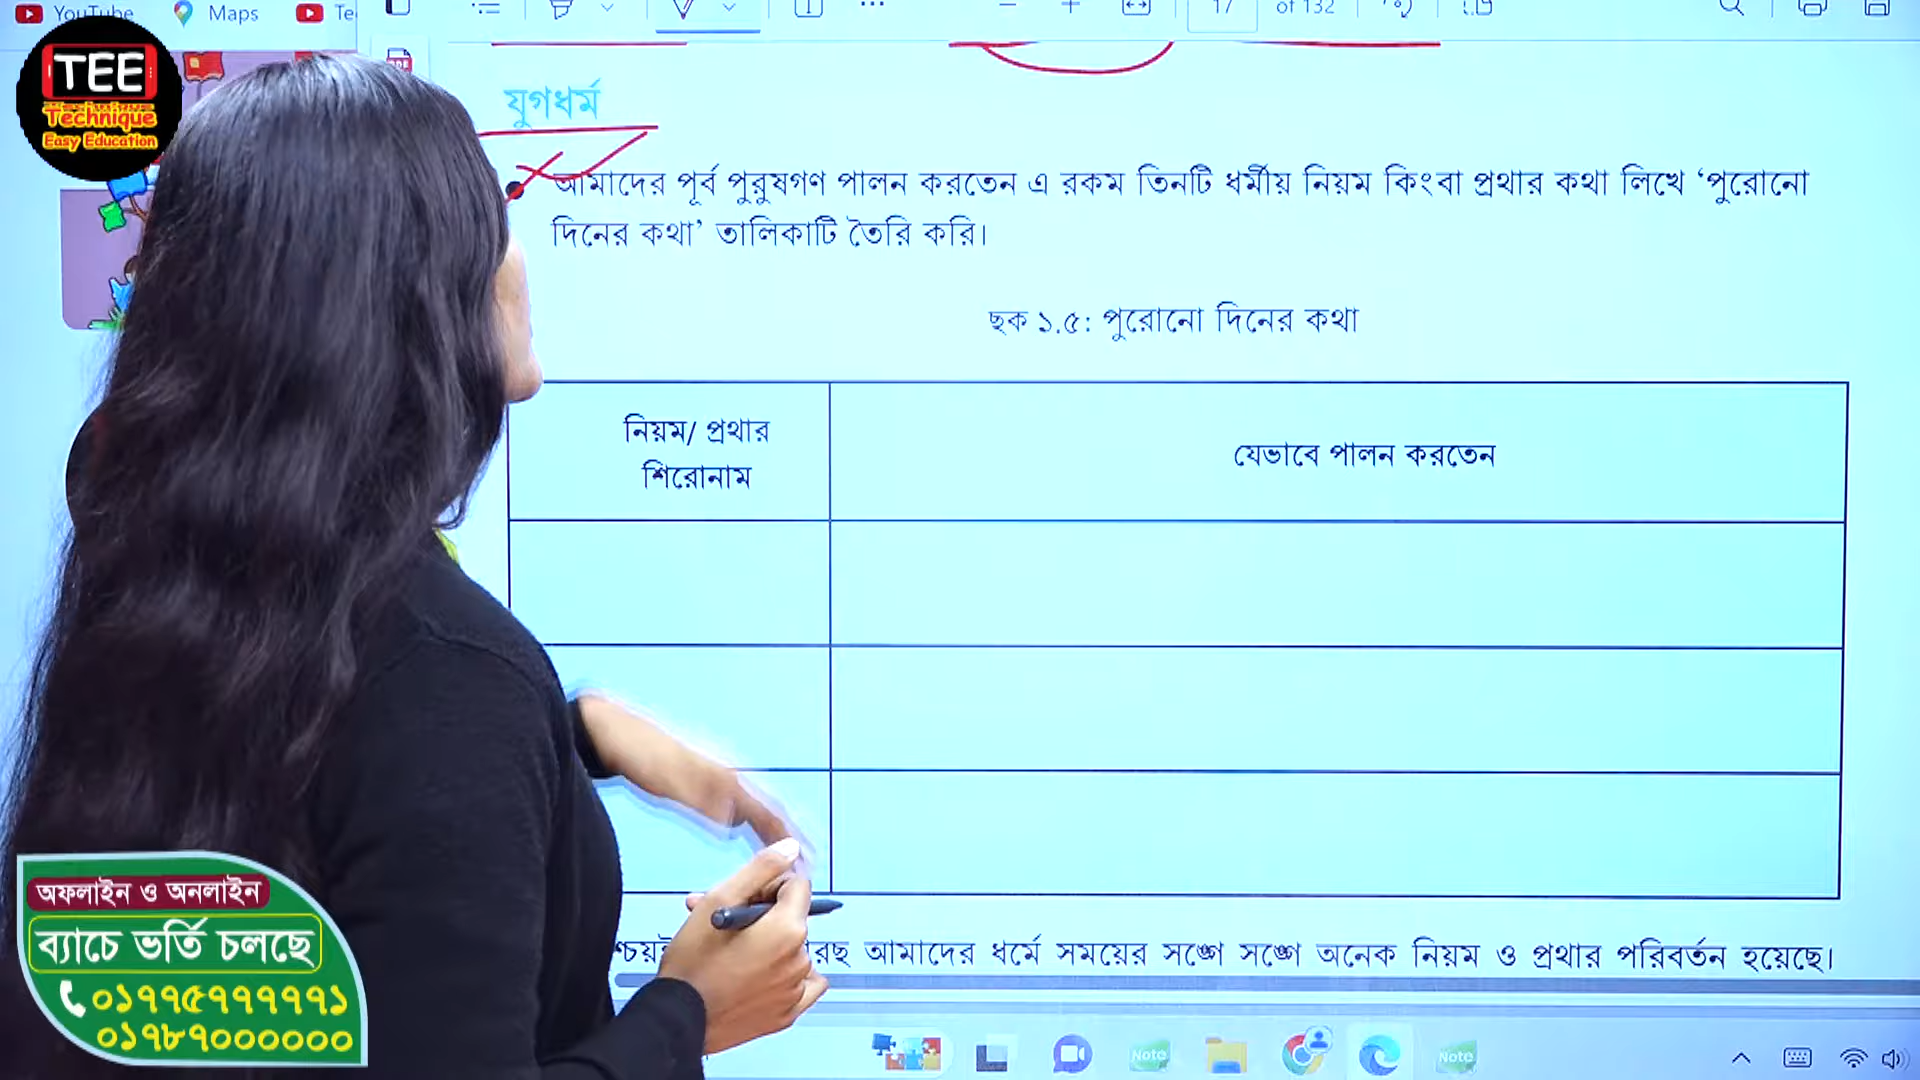 YouTube
Maps
17
of 132
TEE
Technique
Easy Education
যুগধর্ম
আমাদের পূর্ব পুরুষগণ পালন করতেন এ রকম তিনটি ধর্মীয় নিয়ম কিংবা প্রথার কথা লিখে ‘পুরোনো
দিনের কথা’ তালিকাটি তৈরি করি।
ছক ১.৫: পুরোনো দিনের কথা
নিয়ম/ প্রথার
শিরোনাম
যেভাবে পালন করতেন
আমাদের ধর্মে সময়ের সঙ্গে সঙ্গে অনেক নিয়ম ও প্রথার পরিবর্তন হয়েছে।
অফলাইন ও অনলাইন
ব্যাচে ভর্তি চলছে
০১৭৭৫৭৭৭৭৭১
০১৭৮৭০০০০০০
Note
Note